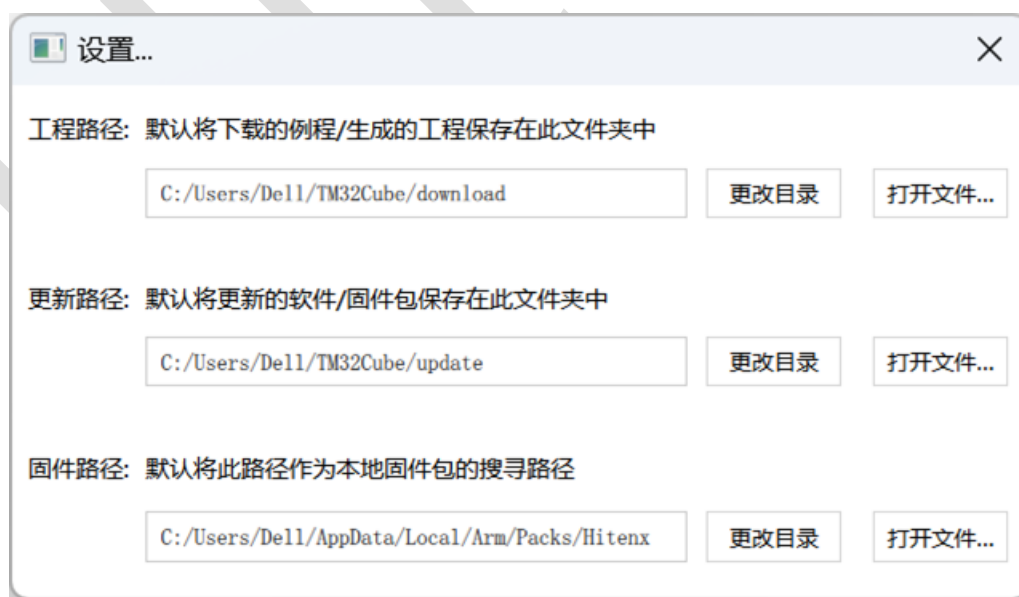 设置...
工程路径: 默认将下载的例程/生成的工程保存在此文件夹中
C:/Users/Dell/TM32Cube/download 更改目录 打开文件...
更新路径: 默认将更新的软件/固件包保存在此文件夹中
C:/Users/Dell/TM32Cube/update 更改目录 打开文件...
固件路径: 默认将此路径作为本地固件包的搜寻路径
C:/Users/Dell/AppData/Local/Arm/Packs/Hitenx 更改目录 打开文件...